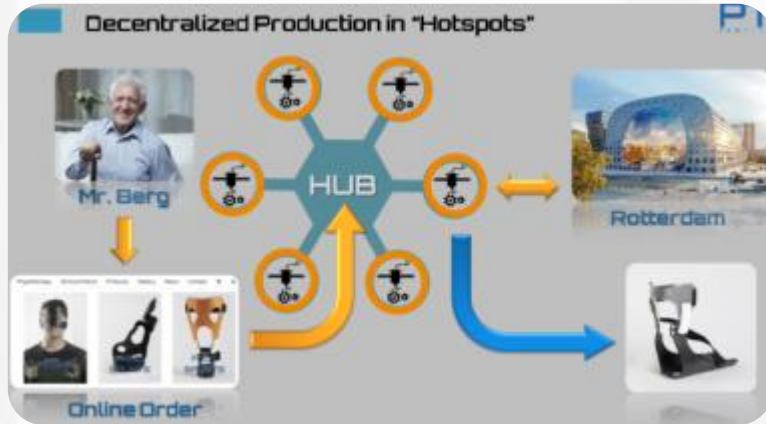 Decentralized Production in "Hotspots"
HUB
Mr. Berg
Rotterdam
Online Order